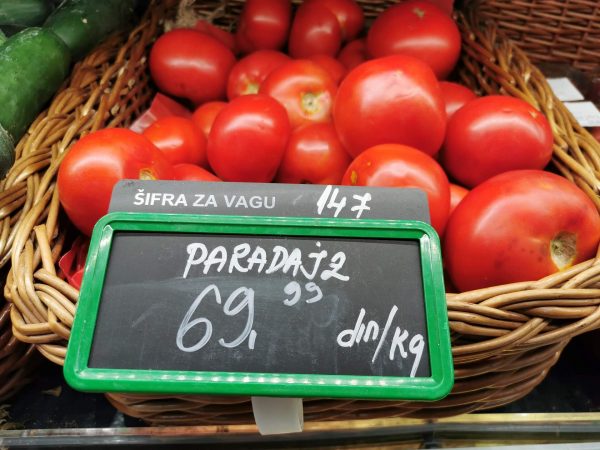 ŠIFRA ZA VAGU 147
PARADAJZ
69,99
din/kg